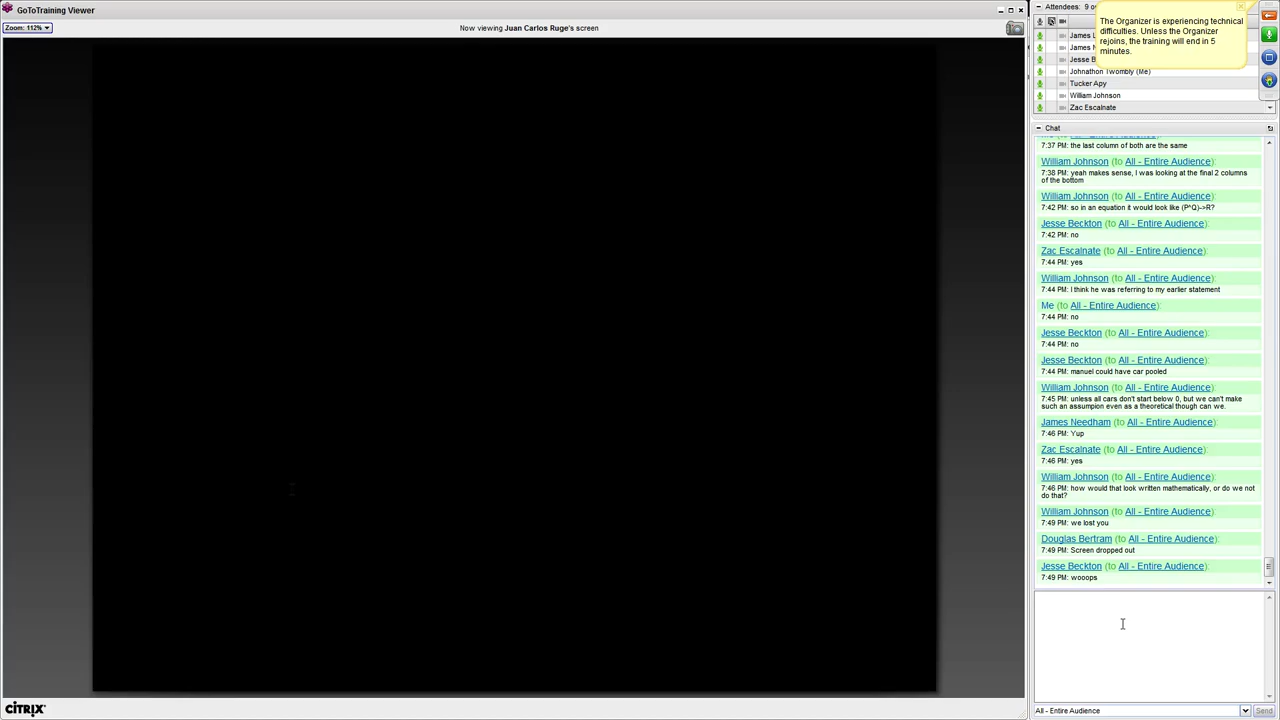 GoToTraining Viewer
Zoom: 112%
Now viewing Juan Carlos Ruge's screen
CITRIX
Attendees: 9 o
The Organizer is experiencing technical
difficulties. Unless the Organizer
rejoins, the training will end in 5
minutes.
James L
James N
Jesse B
Johnathon Twombly (Me)
Tucker Apy
William Johnson
Zac Escalnate
Chat
7:37 PM: the last column of both are the same
William Johnson (to All - Entire Audience):
7:38 PM: yeah makes sense, I was looking at the final 2 columns
of the bottom
William Johnson (to All - Entire Audience):
7:42 PM: so in an equation it would look like (P^Q)->R?
Jesse Beckton (to All - Entire Audience):
7:42 PM: no
Zac Escalnate (to All - Entire Audience):
7:44 PM: yes
William Johnson (to All - Entire Audience):
7:44 PM: I think he was referring to my earlier statement
Me (to All - Entire Audience):
7:44 PM: no
Jesse Beckton (to All - Entire Audience):
7:44 PM: no
Jesse Beckton (to All - Entire Audience):
7:44 PM: manuel could have car pooled
William Johnson (to All - Entire Audience):
7:45 PM: unless all cars don't start below 0, but we can't make
such an assumption even as a theoretical though can we.
James Needham (to All - Entire Audience):
7:46 PM: Yup
Zac Escalnate (to All - Entire Audience):
7:46 PM: yes
William Johnson (to All - Entire Audience):
7:46 PM: how would that look written mathematically, or do we not
do that?
William Johnson (to All - Entire Audience):
7:49 PM: we lost you
Douglas Bertram (to All - Entire Audience):
7:49 PM: Screen dropped out
Jesse Beckton (to All - Entire Audience):
7:49 PM: wooops
All - Entire Audience
Send